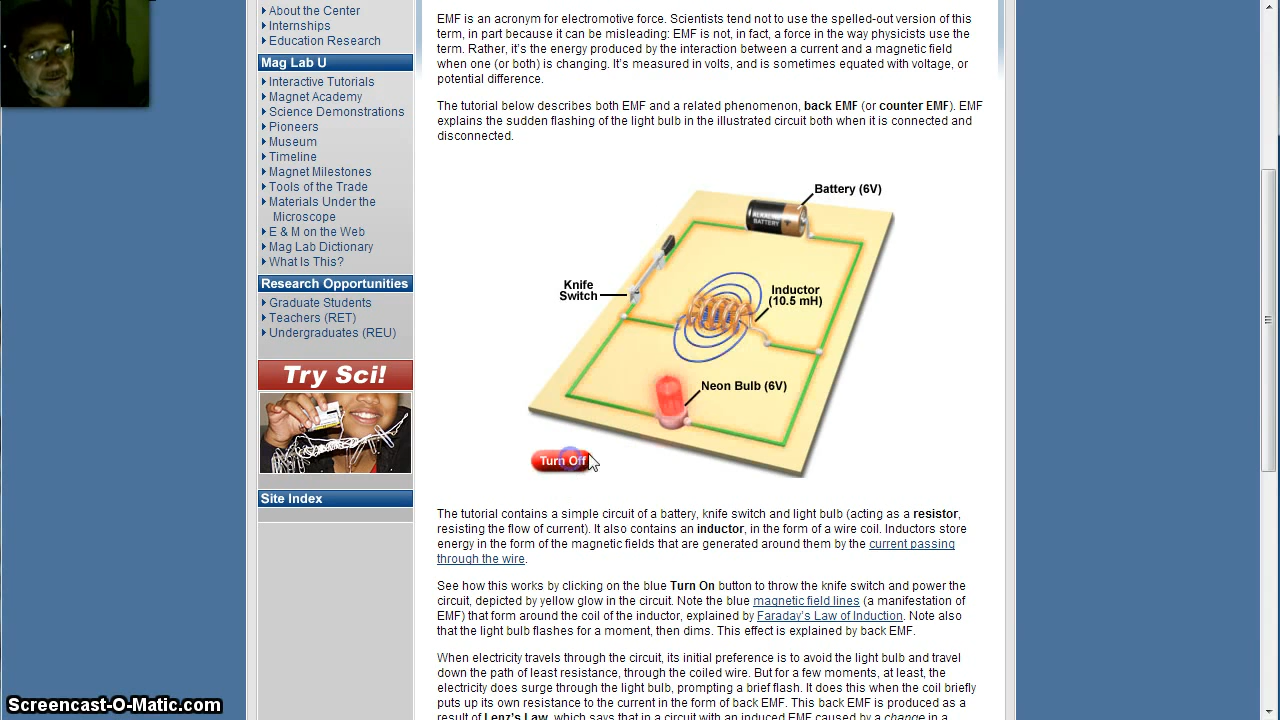 About the Center
Internships
Education Research
Mag Lab U
Interactive Tutorials
Magnet Academy
Science Demonstrations
Pioneers
Museum
Timeline
Magnet Milestones
Tools of the Trade
Materials Under the
Microscope
E & M on the Web
Mag Lab Dictionary
What Is This?
Research Opportunities
Graduate Students
Teachers (RET)
Undergraduates (REU)
Try Sci!
Site Index
EMF is an acronym for electromotive force. Scientists tend not to use the spelled-out version of this
term, in part because it can be misleading: EMF is not, in fact, a force in the way physicists use the
term. Rather, it's the energy produced by the interaction between a current and a magnetic field
when one (or both) is changing. It's measured in volts, and is sometimes equated with voltage, or
potential difference.
The tutorial below describes both EMF and a related phenomenon, back EMF (or counter EMF). EMF
explains the sudden flashing of the light bulb in the illustrated circuit both when it is connected and
disconnected.
Battery (6V)
ALKALINE
BATTERY
Knife
Switch
Inductor
(10.5 mH)
Neon Bulb (6V)
Turn Off
The tutorial contains a simple circuit of a battery, knife switch and light bulb (acting as a resistor,
resisting the flow of current). It also contains an inductor, in the form of a wire coil. Inductors store
energy in the form of the magnetic fields that are generated around them by the current passing
through the wire.
See how this works by clicking on the blue Turn On button to throw the knife switch and power the
circuit, depicted by yellow glow in the circuit. Note the blue magnetic field lines (a manifestation of
EMF) that form around the coil of the inductor, explained by Faraday's Law of Induction. Note also
that the light bulb flashes for a moment, then dims. This effect is explained by back EMF.
When electricity travels through the circuit, its initial preference is to avoid the light bulb and travel
down the path of least resistance, through the coiled wire. But for a few moments, at least, the
electricity does surge through the light bulb, prompting a brief flash. It does this when the coil briefly
puts up its own resistance to the current in the form of back EMF. This back EMF is produced as a
result of Lenz's Law, which says that in a circuit with an induced EMF caused by a change in a
Screencast-O-Matic.com